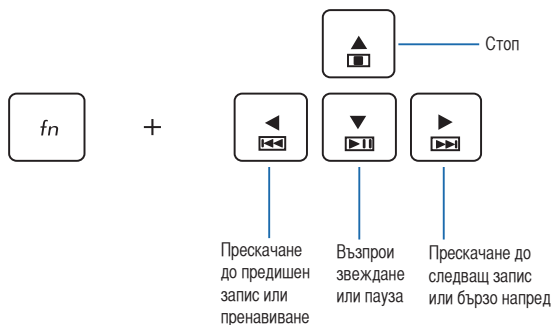 Стоп
fn
+
Прескачане
до предишен
запис или
пренавиване
Възпрои
звеждане
или пауза
Прескачане до
следващ запис
или бързо напред